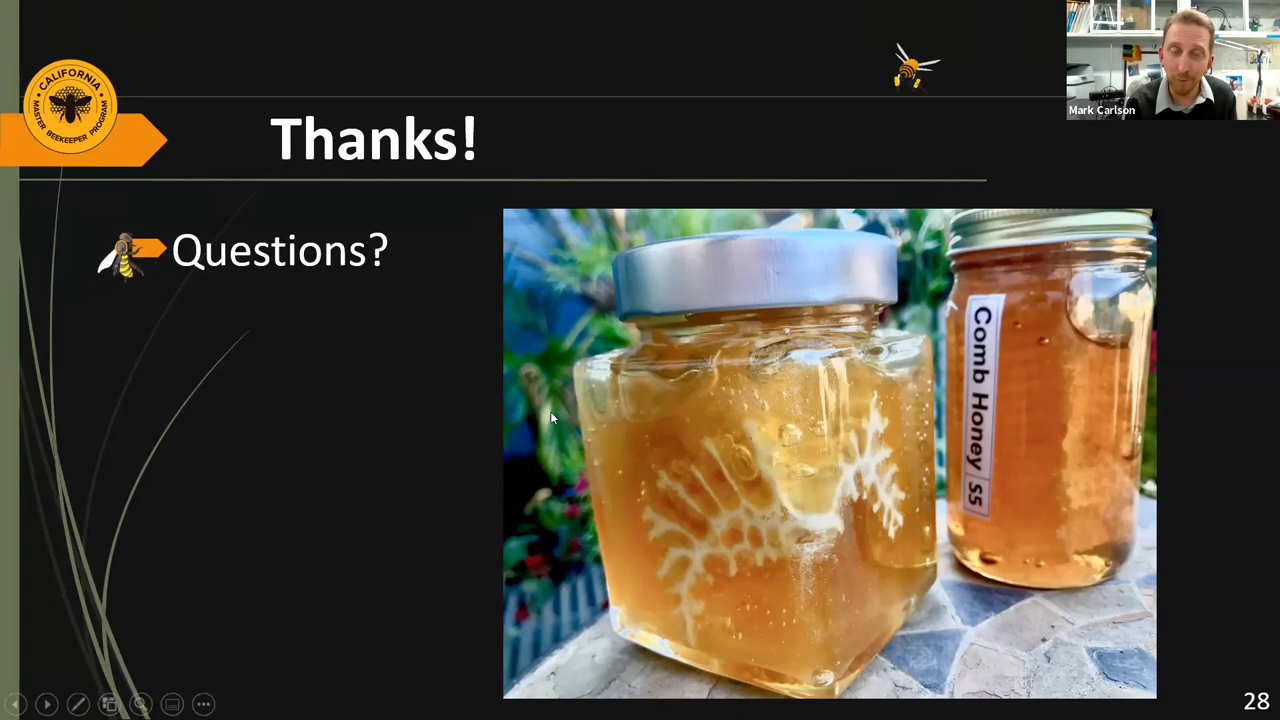 CALIFORNIA
MASTER BEEKEEPER PROGRAM
Mark Carlson
Thanks!
Questions?
Comb Honey $5
28